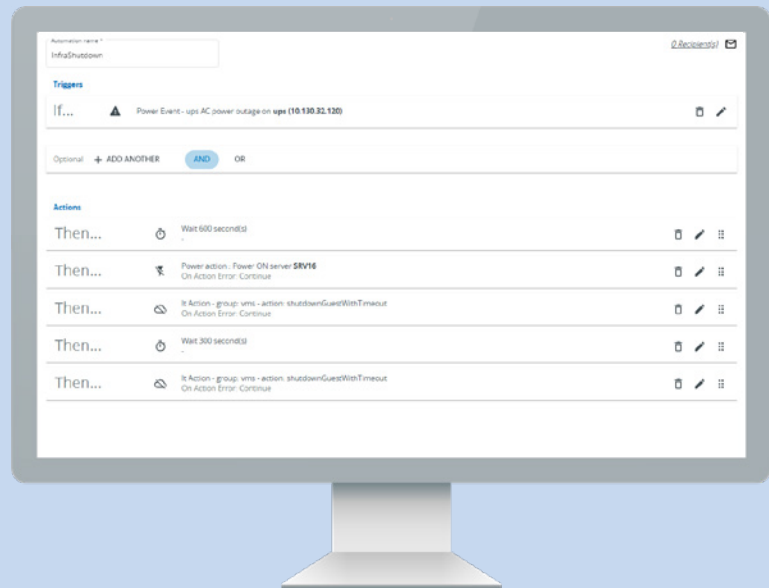 Automation name *
InfraShutdown
0 Recipient(s)
Triggers
If... Power Event - ups AC power outage on ups (10.130.32.120)
Optional + ADD ANOTHER AND OR
Actions
Then... Wait 600 second(s)
-
Then... Power action : Power ON server SRV16
On Action Error: Continue
Then... It Action - group: vms - action: shutdownGuestWithTimeout
On Action Error: Continue
Then... Wait 300 second(s)
-
Then... It Action - group: vms - action: shutdownGuestWithTimeout
On Action Error: Continue